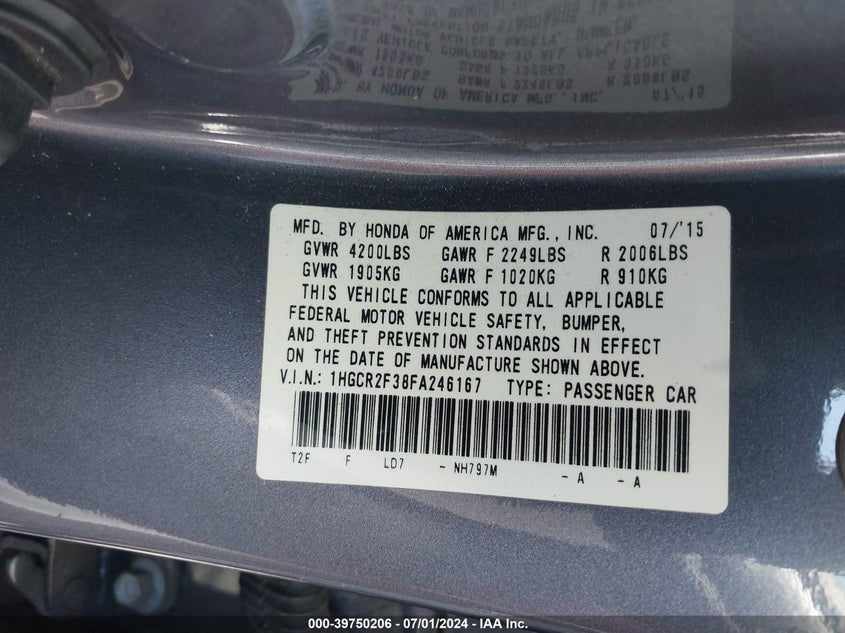 MFD. BY HONDA OF AMERICA MFG., INC. 07/'15
GVWR 4200LBS GAWR F 2249LBS R 2006LBS
GVWR 1905KG GAWR F 1020KG R 910KG
THIS VEHICLE CONFORMS TO ALL APPLICABLE
FEDERAL MOTOR VEHICLE SAFETY, BUMPER,
AND THEFT PREVENTION STANDARDS IN EFFECT
ON THE DATE OF MANUFACTURE SHOWN ABOVE.
V.I.N.: 1HGCR2F38FA246167 TYPE: PASSENGER CAR
T2F F LD7 - NH797M - A - A
000-39750206 - 07/01/2024 - IAA Inc.